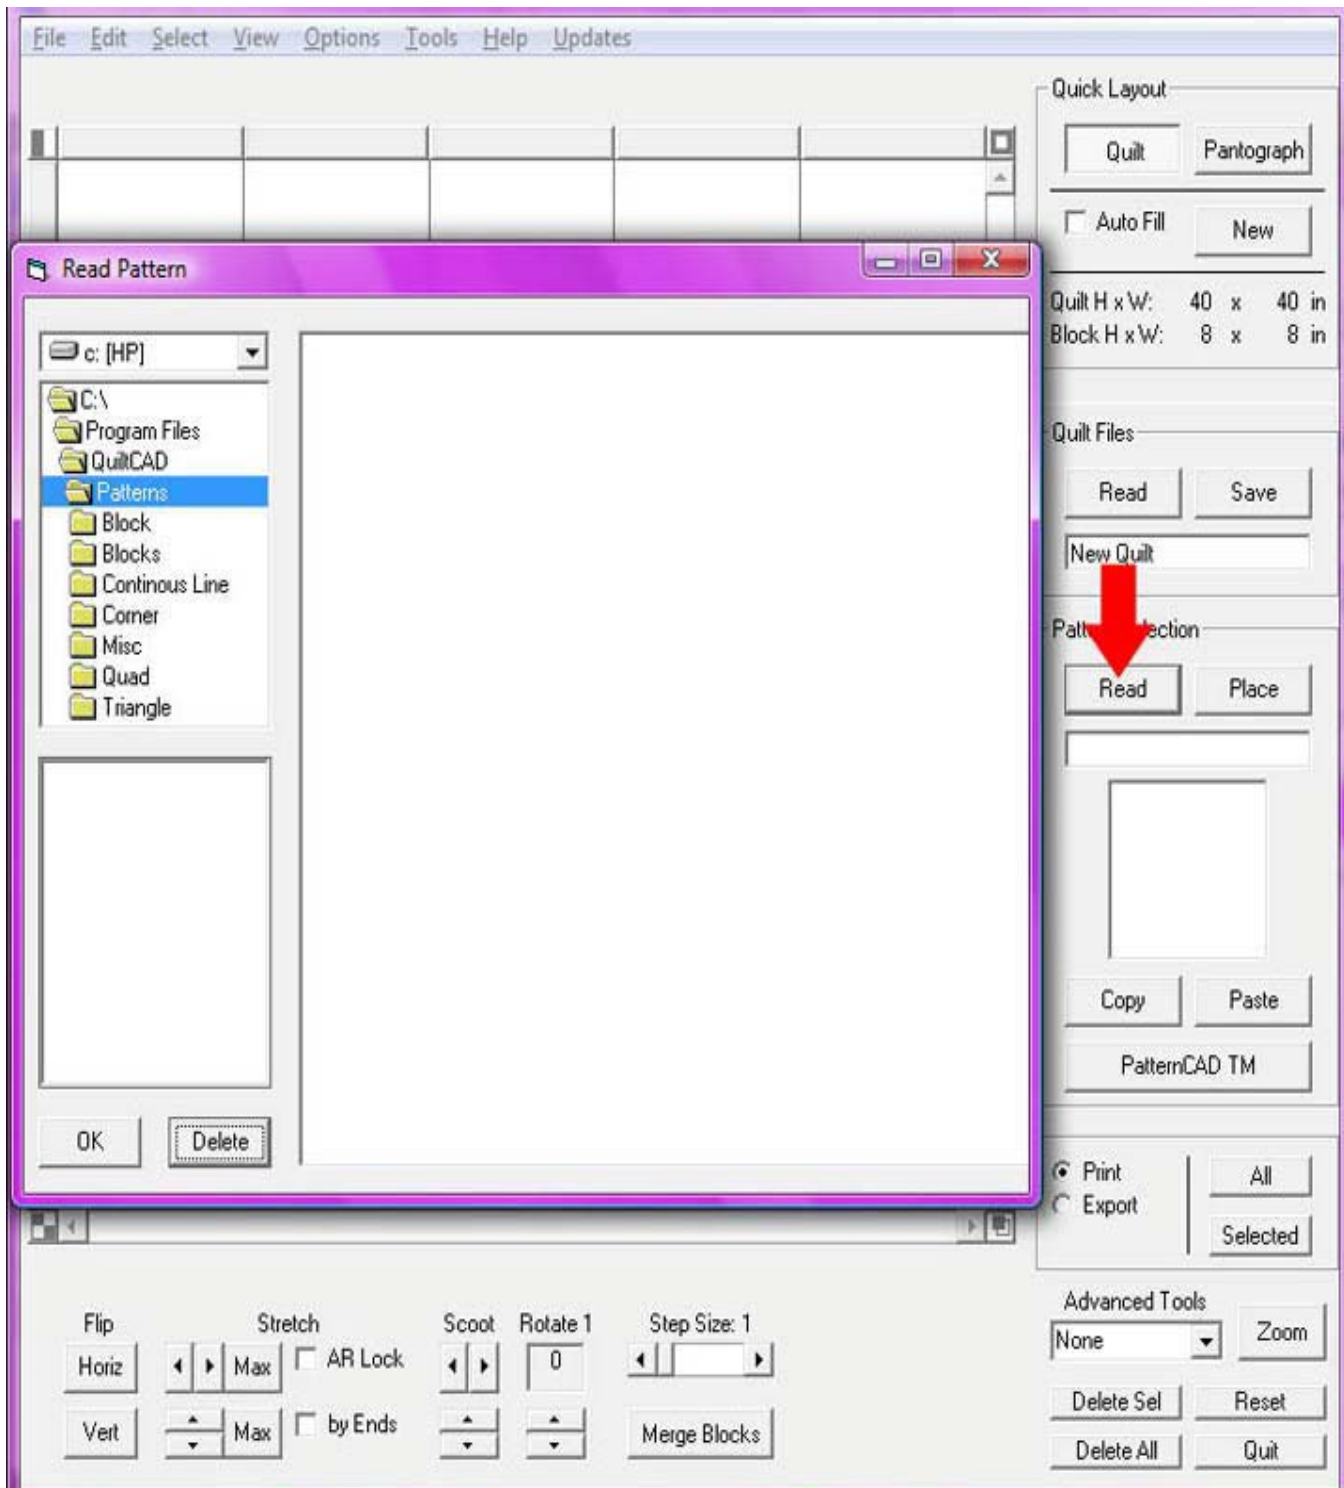 File Edit Select View Options Tools Help Updates
Quick Layout
Quilt Pantograph
Auto Fill New
Quilt H x W: 40 x 40 in
Block H x W: 8 x 8 in
Read Pattern
c: [HP]
C:\
Program Files
QuiltCAD
Patterns
Block
Blocks
Continous Line
Corner
Misc
Quad
Triangle
OK Delete
Quilt Files
Read Save
New Quilt
Patt ection
Read Place
Copy Paste
PatternCAD TM
Print All
Export
Selected
Flip Stretch Scoot Rotate 1 Step Size: 1
Horiz Max AR Lock 0
Vert Max by Ends Merge Blocks
Advanced Tools
None Zoom
Delete Sel Reset
Delete All Quit